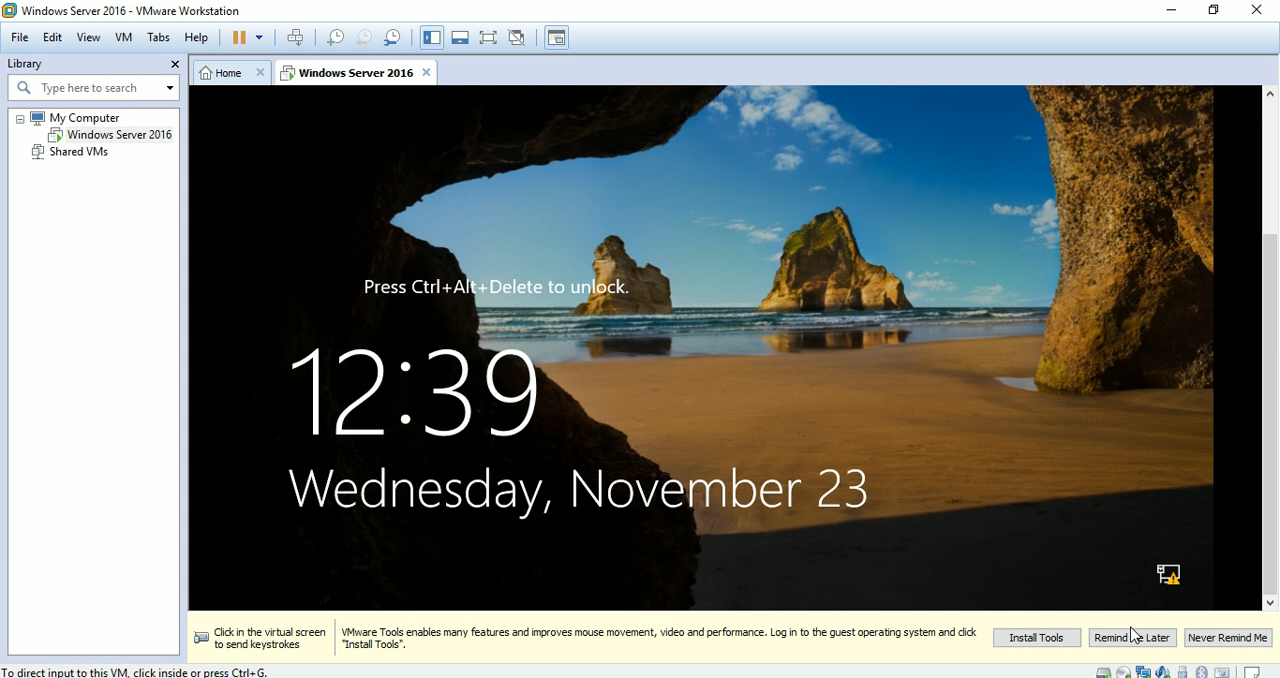 Windows Server 2016 - VMware Workstation
File Edit View VM Tabs Help
Library
Type here to search
My Computer
Windows Server 2016
Shared VMs
Home
Windows Server 2016
Press Ctrl+Alt+Delete to unlock.
12:39
Wednesday, November 23
Click in the virtual screen
to send keystrokes
VMware Tools enables many features and improves mouse movement, video and performance. Log in to the guest operating system and click
"Install Tools".
Install Tools
Remind Me Later
Never Remind Me
To direct input to this VM, click inside or press Ctrl+G.